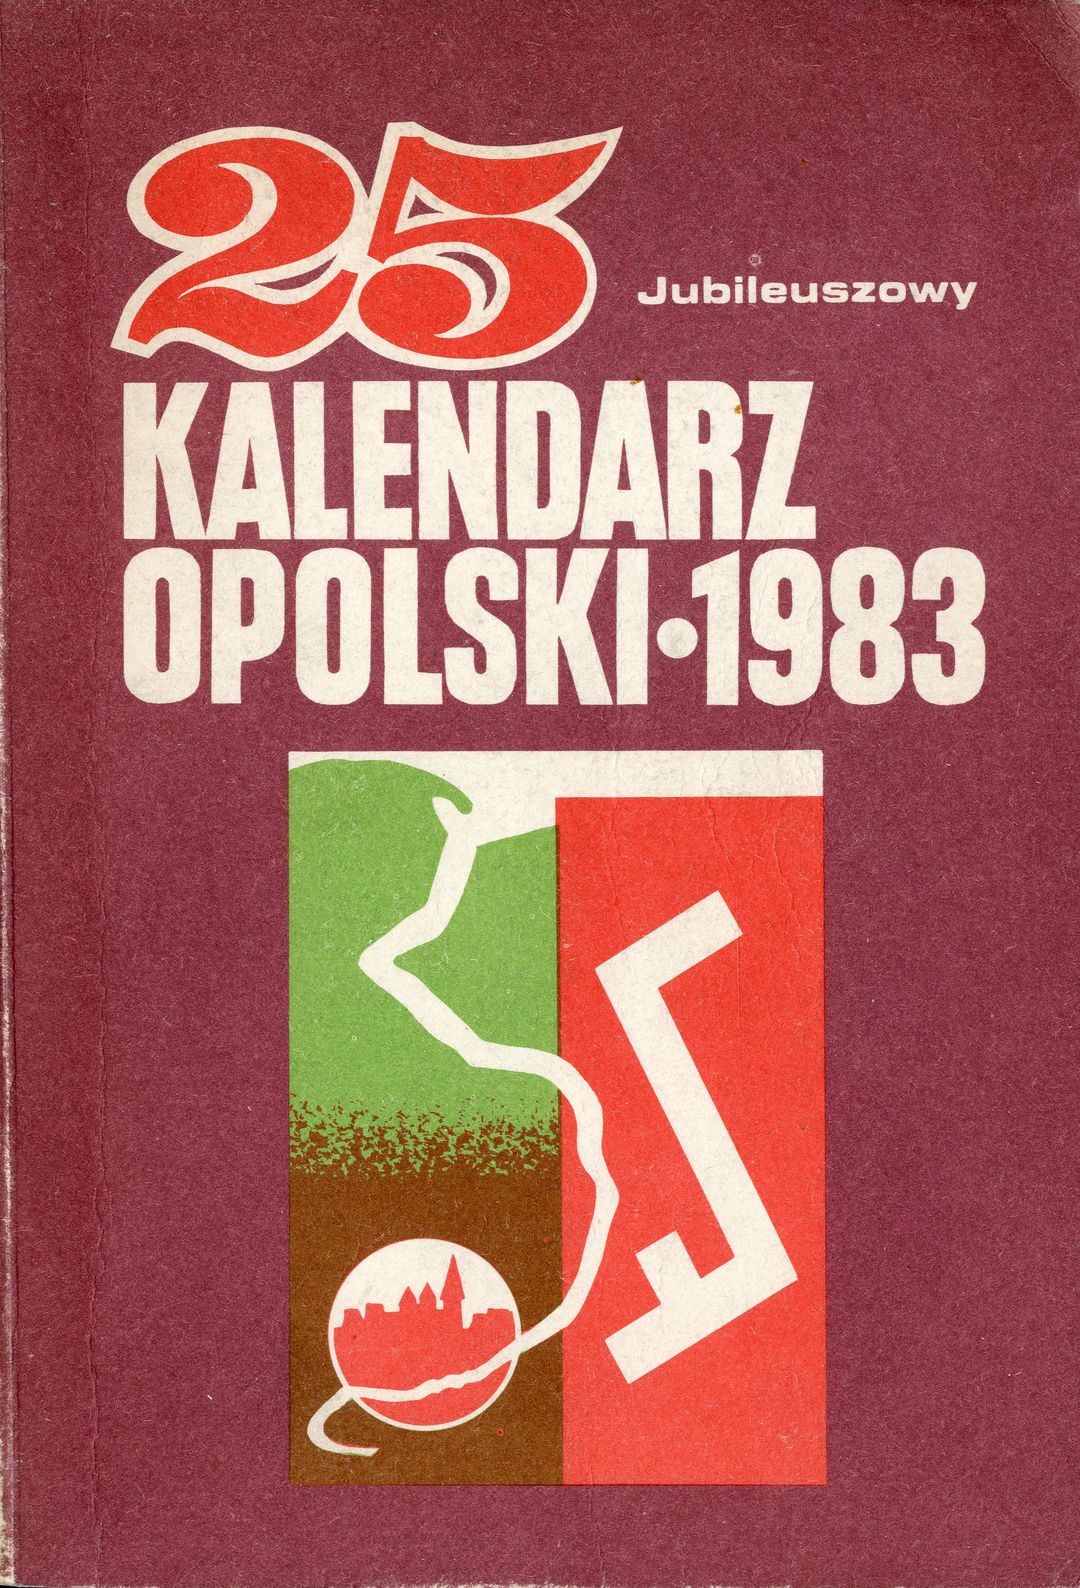 25
Jubileuszowy
KALENDARZ
OPOLSKI•1983